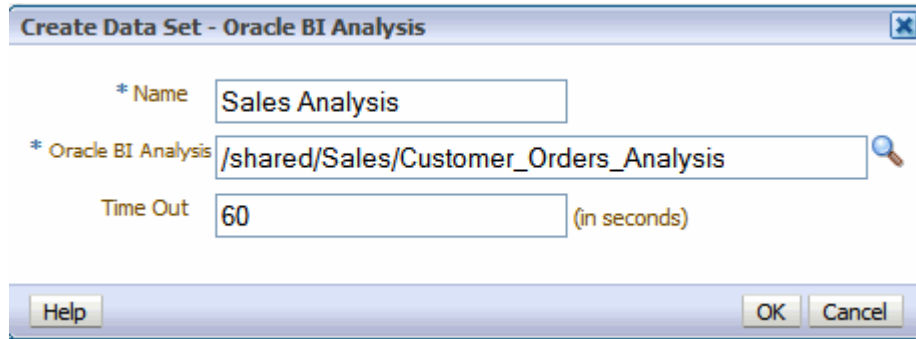 Create Data Set - Oracle BI Analysis
* Name Sales Analysis
* Oracle BI Analysis /shared/Sales/Customer_Orders_Analysis
Time Out 60 (in seconds)
Help OK Cancel